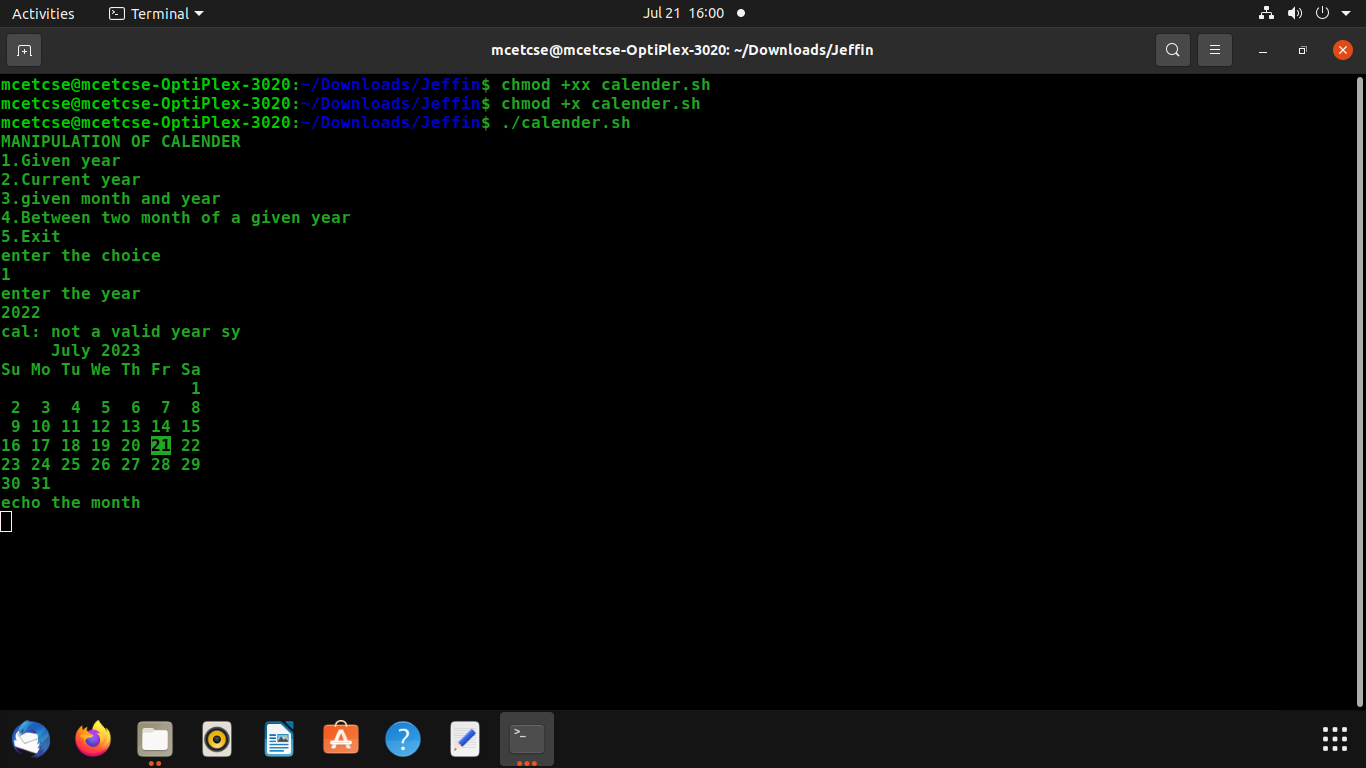 Activities Terminal Jul 21 16:00
mcetcse@mcetcse-OptiPlex-3020: ~/Downloads/Jeffin
mcetcse@mcetcse-OptiPlex-3020:~/Downloads/Jeffin$ chmod +xx calender.sh
mcetcse@mcetcse-OptiPlex-3020:~/Downloads/Jeffin$ chmod +x calender.sh
mcetcse@mcetcse-OptiPlex-3020:~/Downloads/Jeffin$ ./calender.sh
MANIPULATION OF CALENDER
1.Given year
2.Current year
3.given month and year
4.Between two month of a given year
5.Exit
enter the choice
1
enter the year
2022
cal: not a valid year sy
     July 2023
Su Mo Tu We Th Fr Sa
                   1
 2  3  4  5  6  7  8
 9 10 11 12 13 14 15
16 17 18 19 20 21 22
23 24 25 26 27 28 29
30 31
echo the month